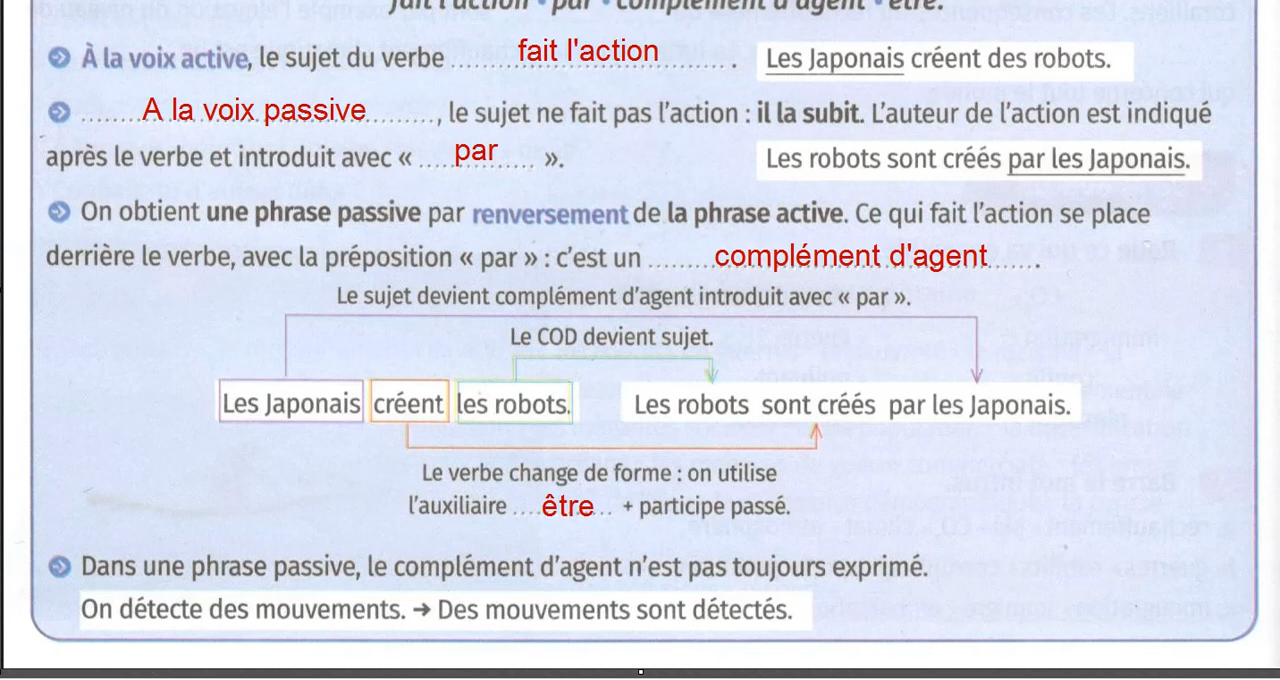 fait l'action • par • complément d'agent • être.
À la voix active, le sujet du verbe ... fait l'action ... . Les Japonais créent des robots.
... A la voix passive ..., le sujet ne fait pas l'action : il la subit. L'auteur de l'action est indiqué
après le verbe et introduit avec « ... par ... ». Les robots sont créés par les Japonais.
On obtient une phrase passive par renversement de la phrase active. Ce qui fait l'action se place
derrière le verbe, avec la préposition « par » : c'est un ... complément d'agent ... .
Le sujet devient complément d'agent introduit avec « par ».
Le COD devient sujet.
Les Japonais créent les robots. Les robots sont créés par les Japonais.
Le verbe change de forme : on utilise
l'auxiliaire ... être ... + participe passé.
Dans une phrase passive, le complément d'agent n'est pas toujours exprimé.
On détecte des mouvements. → Des mouvements sont détectés.